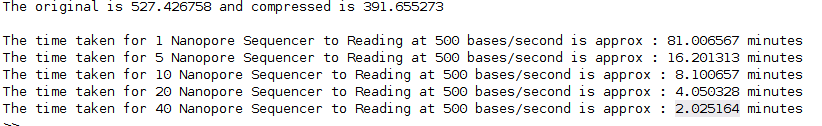 The original is 527.426758 and compressed is 391.655273
The time taken for 1 Nanopore Sequencer to Reading at 500 bases/second is approx : 81.006567 minutes
The time taken for 5 Nanopore Sequencer to Reading at 500 bases/second is approx : 16.201313 minutes
The time taken for 10 Nanopore Sequencer to Reading at 500 bases/second is approx : 8.100657 minutes
The time taken for 20 Nanopore Sequencer to Reading at 500 bases/second is approx : 4.050328 minutes
The time taken for 40 Nanopore Sequencer to Reading at 500 bases/second is approx : 2.025164 minutes